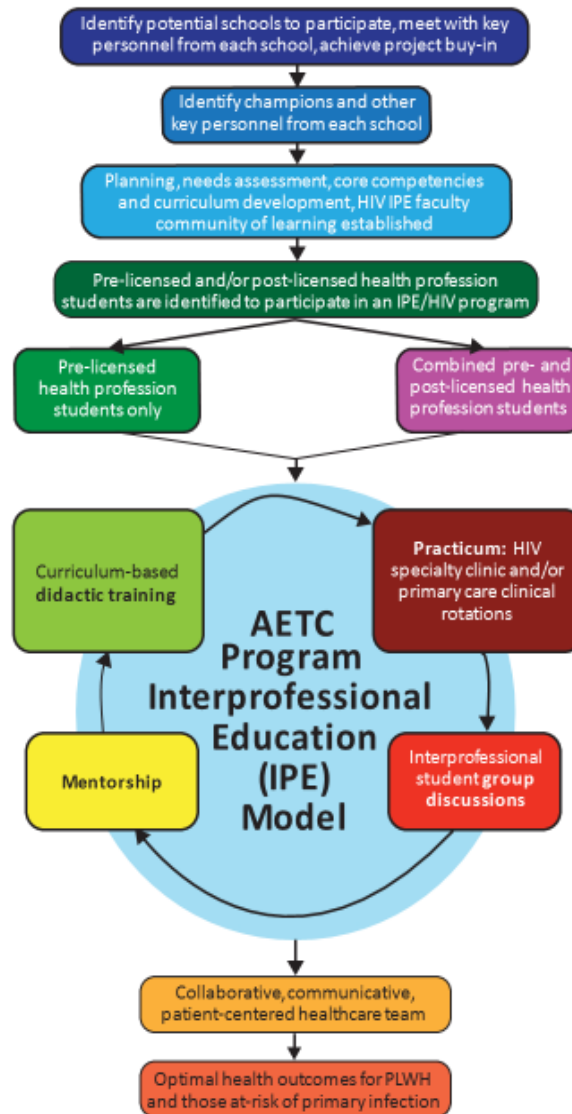 Identify potential schools to participate, meet with key
personnel from each school, achieve project buy-in
Identify champions and other
key personnel from each school
Planning, needs assessment, core competencies
and curriculum development, HIV IPE faculty
community of learning established
Pre-licensed and/or post-licensed health profession
students are identified to participate in an IPE/HIV program
Pre-licensed
health profession
students only
Combined pre- and
post-licensed health
profession students
Curriculum-based
didactic training
Practicum: HIV
specialty clinic and/or
primary care clinical
rotations
AETC
Program
Interprofessional
Education
(IPE)
Model
Mentorship
Interprofessional
student group
discussions
Collaborative, communicative,
patient-centered healthcare team
Optimal health outcomes for PLWH
and those at-risk of primary infection